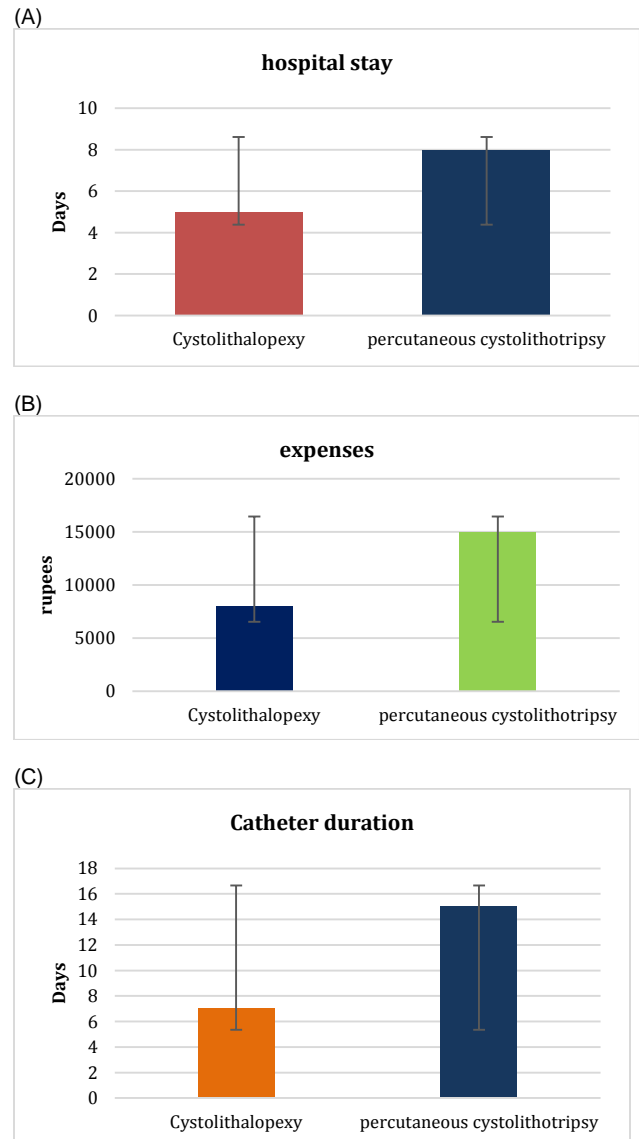 (A)
hospital stay
10
8
6
4
2
0
Days
Cystolithalopexy
percutaneous cystolithotripsy
(B)
expenses
20000
15000
10000
5000
0
rupees
Cystolithalopexy
percutaneous cystolithotripsy
(C)
Catheter duration
18
16
14
12
10
8
6
4
2
0
Days
Cystolithalopexy
percutaneous cystolithotripsy